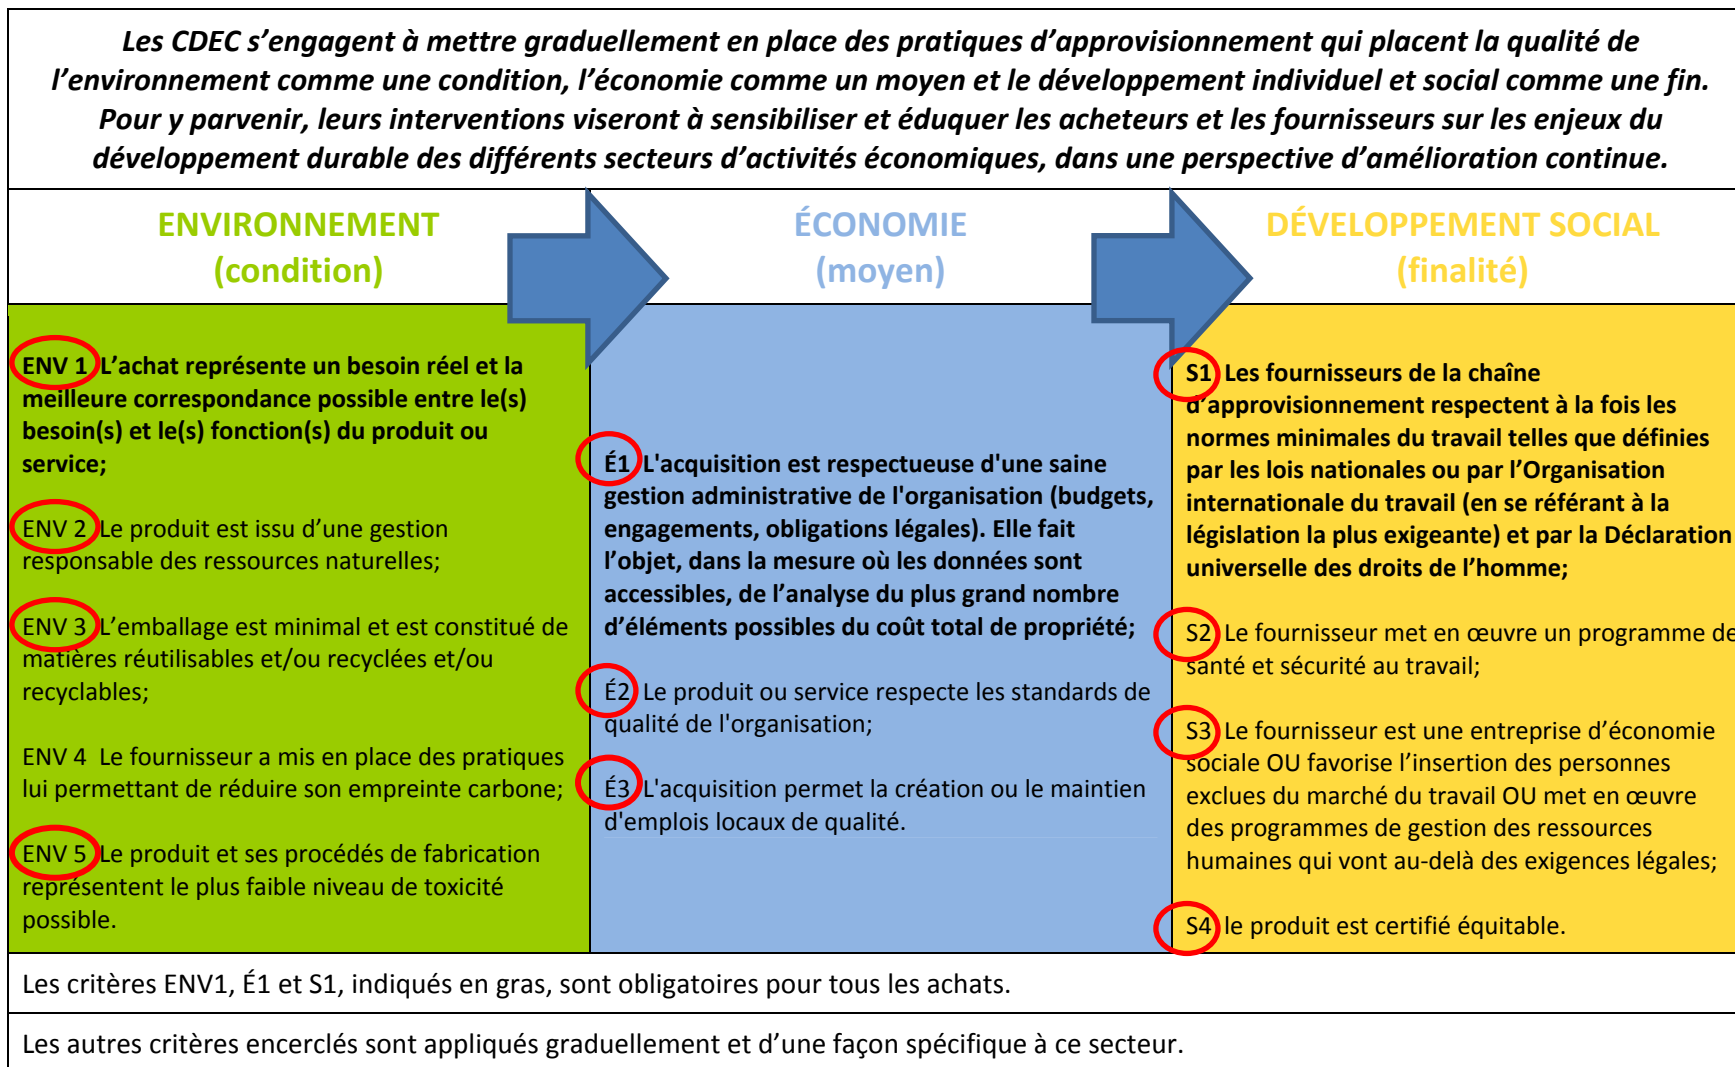 Les CDEC s’engagent à mettre graduellement en place des pratiques d’approvisionnement qui placent la qualité de
l’environnement comme une condition, l’économie comme un moyen et le développement individuel et social comme une fin.
Pour y parvenir, leurs interventions viseront à sensibiliser et éduquer les acheteurs et les fournisseurs sur les enjeux du
développement durable des différents secteurs d’activités économiques, dans une perspective d’amélioration continue.
ENVIRONNEMENT
(condition)
ÉCONOMIE
(moyen)
DÉVELOPPEMENT SOCIAL
(finalité)
ENV 1 L’achat représente un besoin réel et la
meilleure correspondance possible entre le(s)
besoin(s) et le(s) fonction(s) du produit ou
service;
ENV 2 Le produit est issu d’une gestion
responsable des ressources naturelles;
ENV 3 L’emballage est minimal et est constitué de
matières réutilisables et/ou recyclées et/ou
recyclables;
ENV 4 Le fournisseur a mis en place des pratiques
lui permettant de réduire son empreinte carbone;
ENV 5 Le produit et ses procédés de fabrication
représentent le plus faible niveau de toxicité
possible.
É1 L'acquisition est respectueuse d'une saine
gestion administrative de l'organisation (budgets,
engagements, obligations légales). Elle fait
l’objet, dans la mesure où les données sont
accessibles, de l’analyse du plus grand nombre
d’éléments possibles du coût total de propriété;
É2 Le produit ou service respecte les standards de
qualité de l'organisation;
É3 L'acquisition permet la création ou le maintien
d'emplois locaux de qualité.
S1 Les fournisseurs de la chaîne
d’approvisionnement respectent à la fois les
normes minimales du travail telles que définies
par les lois nationales ou par l’Organisation
internationale du travail (en se référant à la
législation la plus exigeante) et par la Déclaration
universelle des droits de l’homme;
S2 Le fournisseur met en œuvre un programme de
santé et sécurité au travail;
S3 Le fournisseur est une entreprise d’économie
sociale OU favorise l’insertion des personnes
exclues du marché du travail OU met en œuvre
des programmes de gestion des ressources
humaines qui vont au-delà des exigences légales;
S4 le produit est certifié équitable.
Les critères ENV1, É1 et S1, indiqués en gras, sont obligatoires pour tous les achats.
Les autres critères encerclés sont appliqués graduellement et d’une façon spécifique à ce secteur.